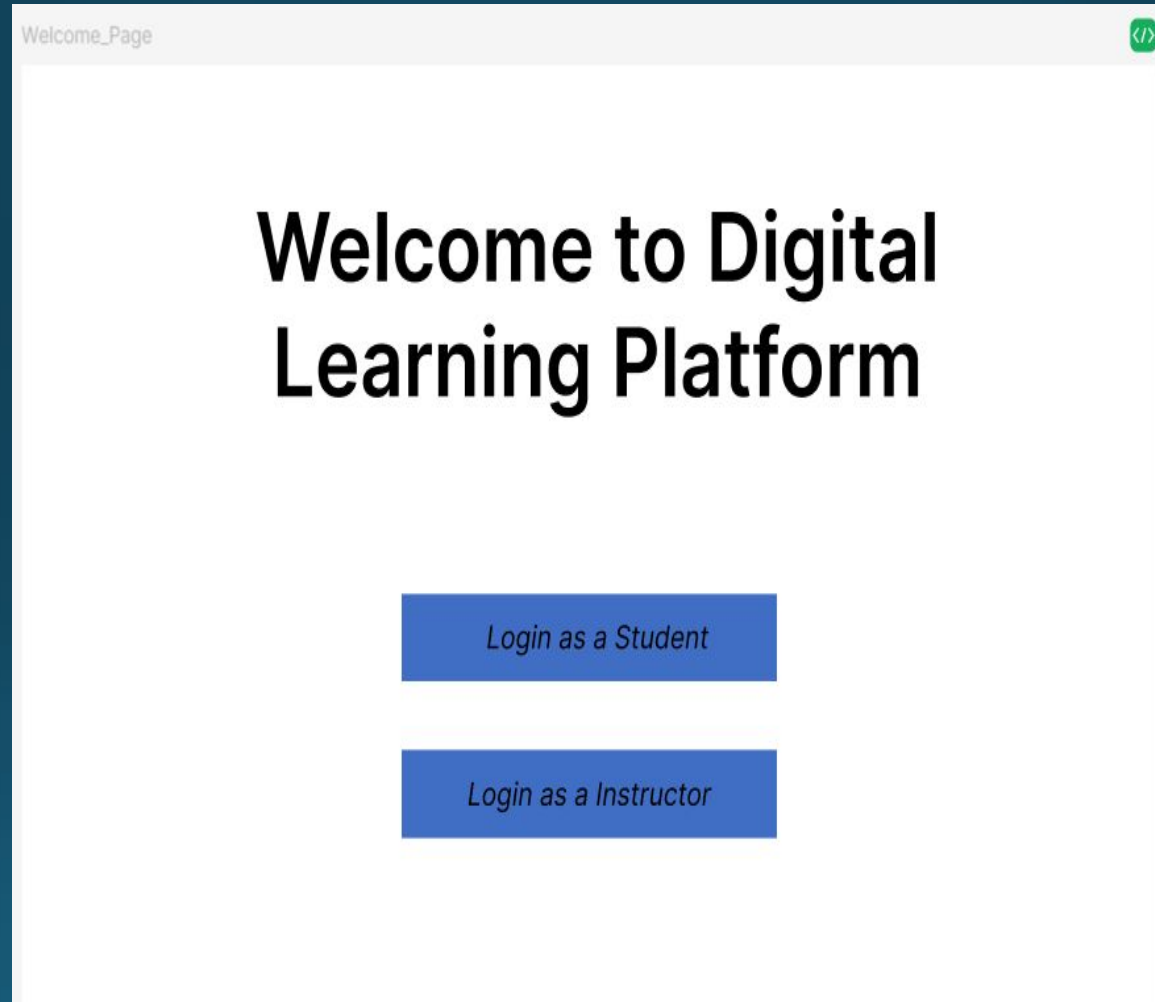 Welcome_Page
</>
Welcome to Digital
Learning Platform
Login as a Student
Login as a Instructor